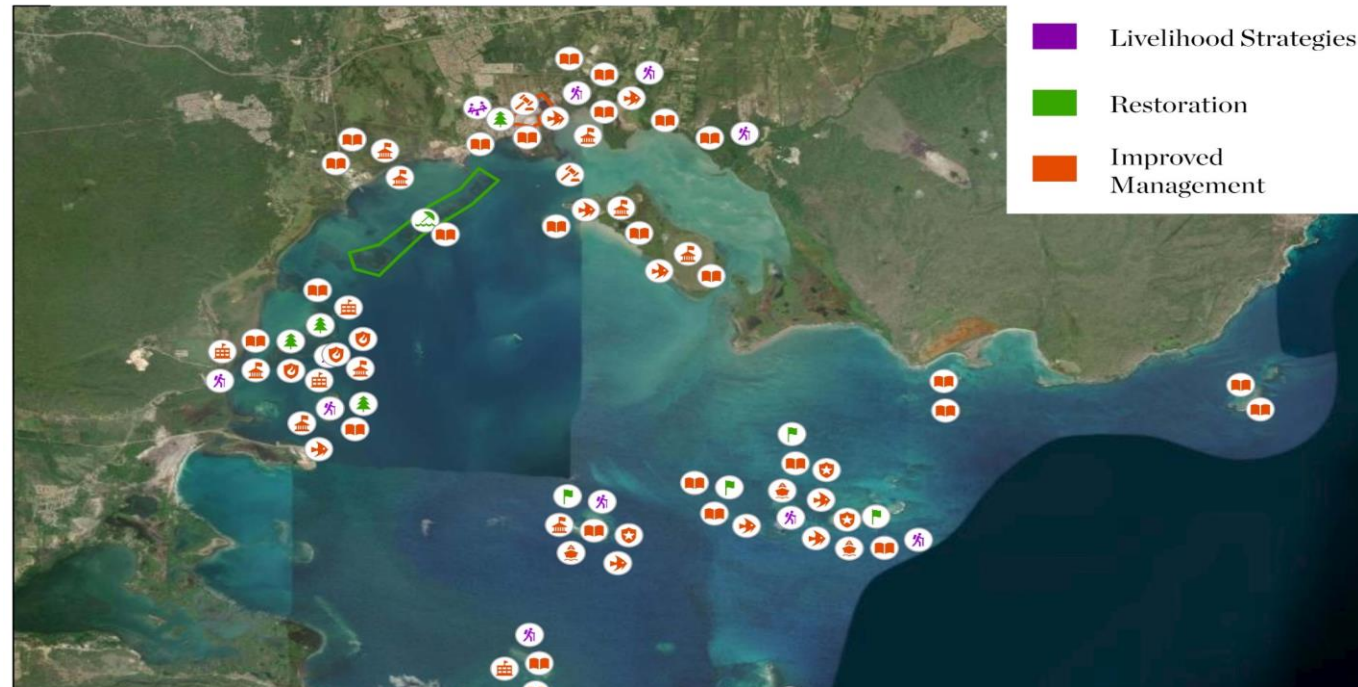 Livelihood Strategies
Restoration
Improved
Management